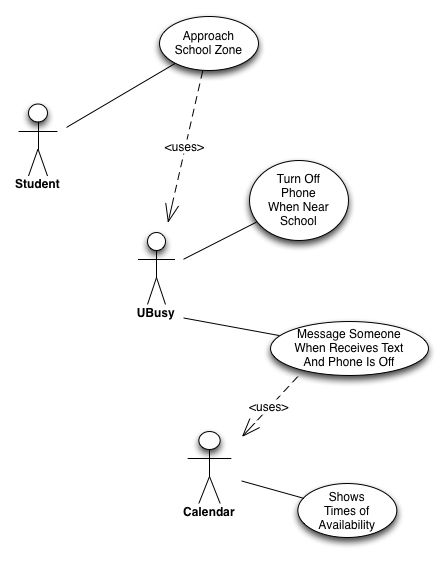 Approach
School Zone
<uses>
Student
Turn Off
Phone
When Near
School
UBusy
Message Someone
When Receives Text
And Phone Is Off
<uses>
Calendar
Shows
Times of
Availability